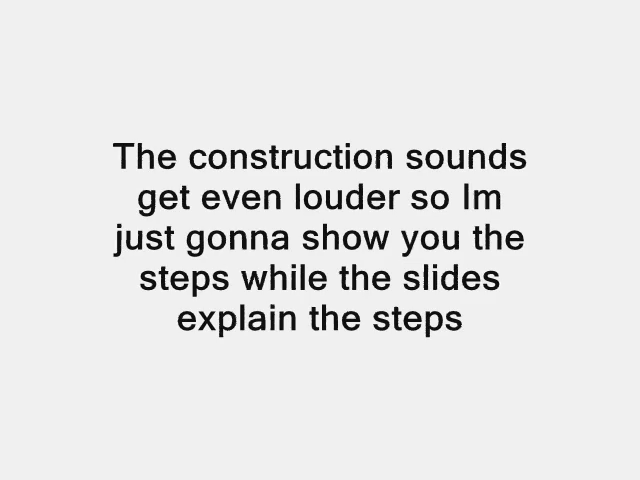 The construction sounds
get even louder so Im
just gonna show you the
steps while the slides
explain the steps